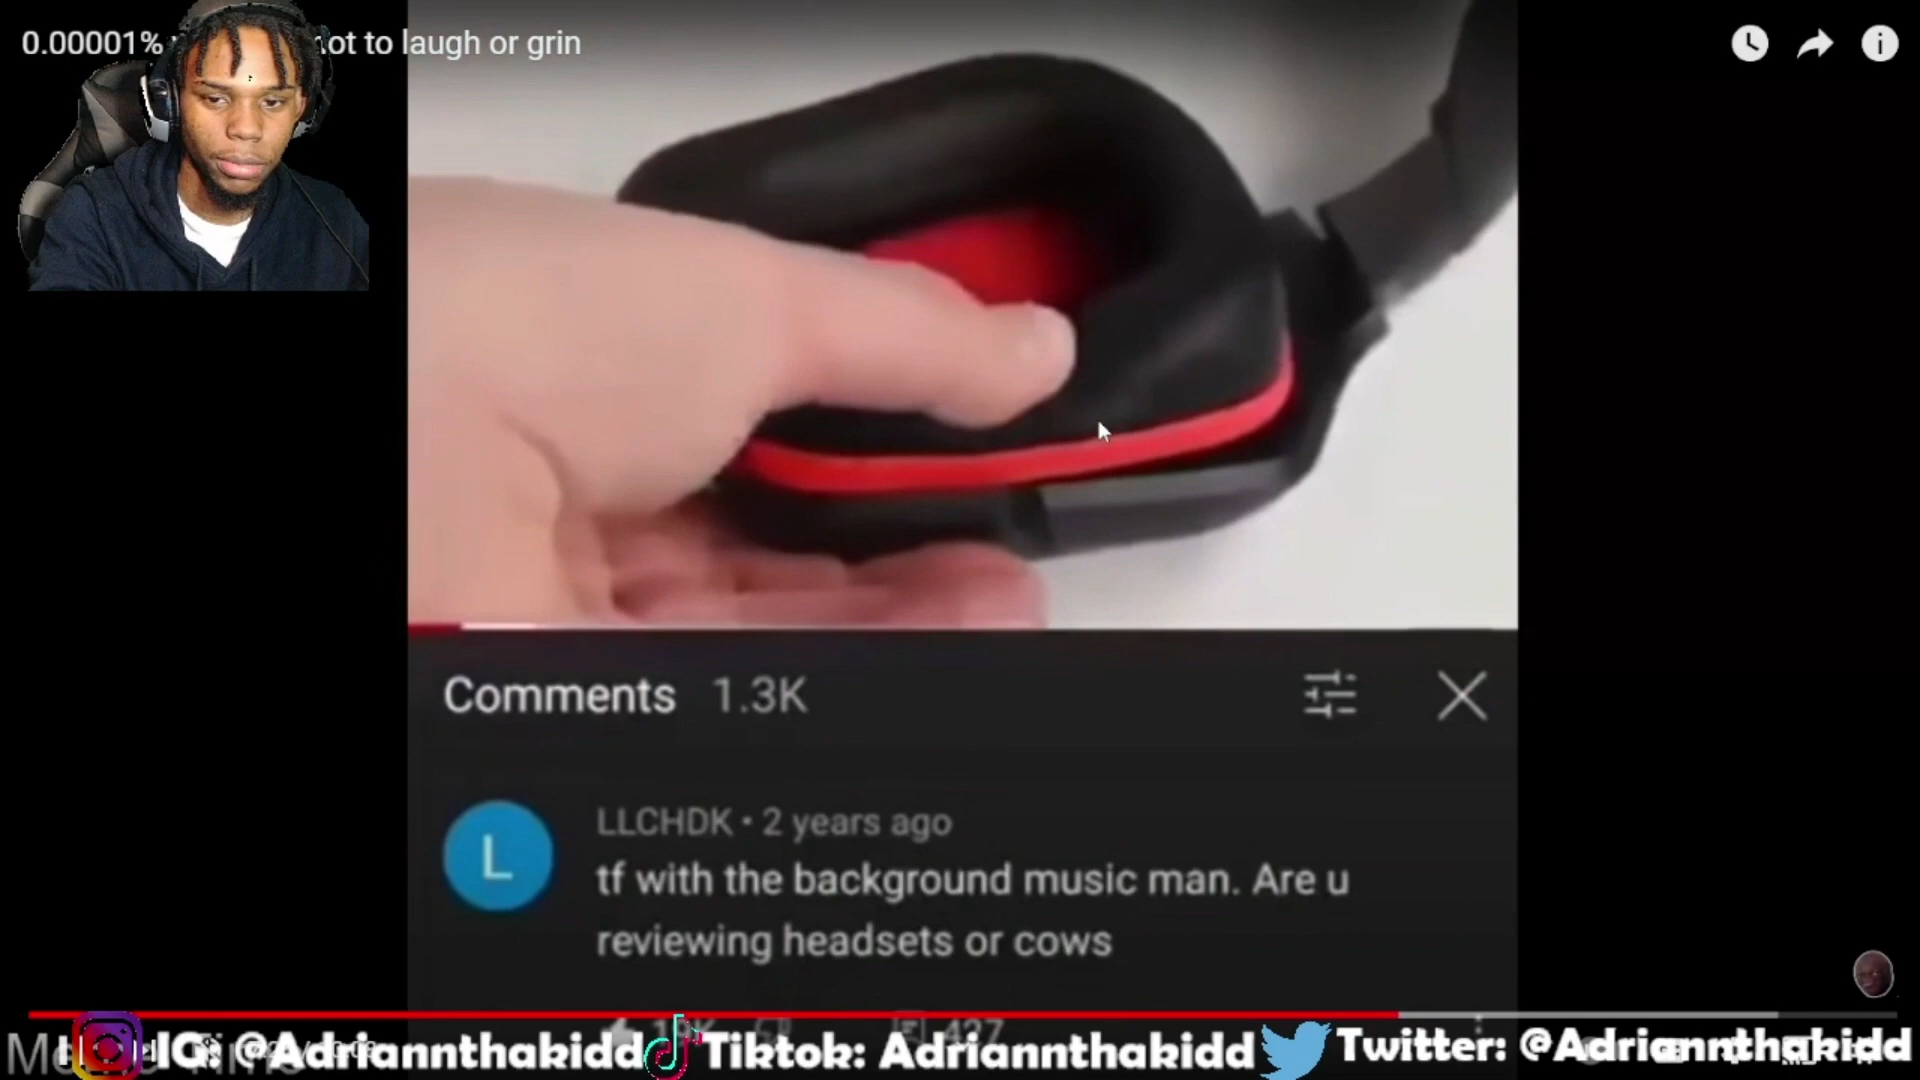 0.00001% ot to laugh or grin
Comments 1.3K
L
LLCHDK • 2 years ago
tf with the background music man. Are u
reviewing headsets or cows
IG: @Adriannthakidd Tiktok: Adriannthakidd Twitter: @Adriannthakidd